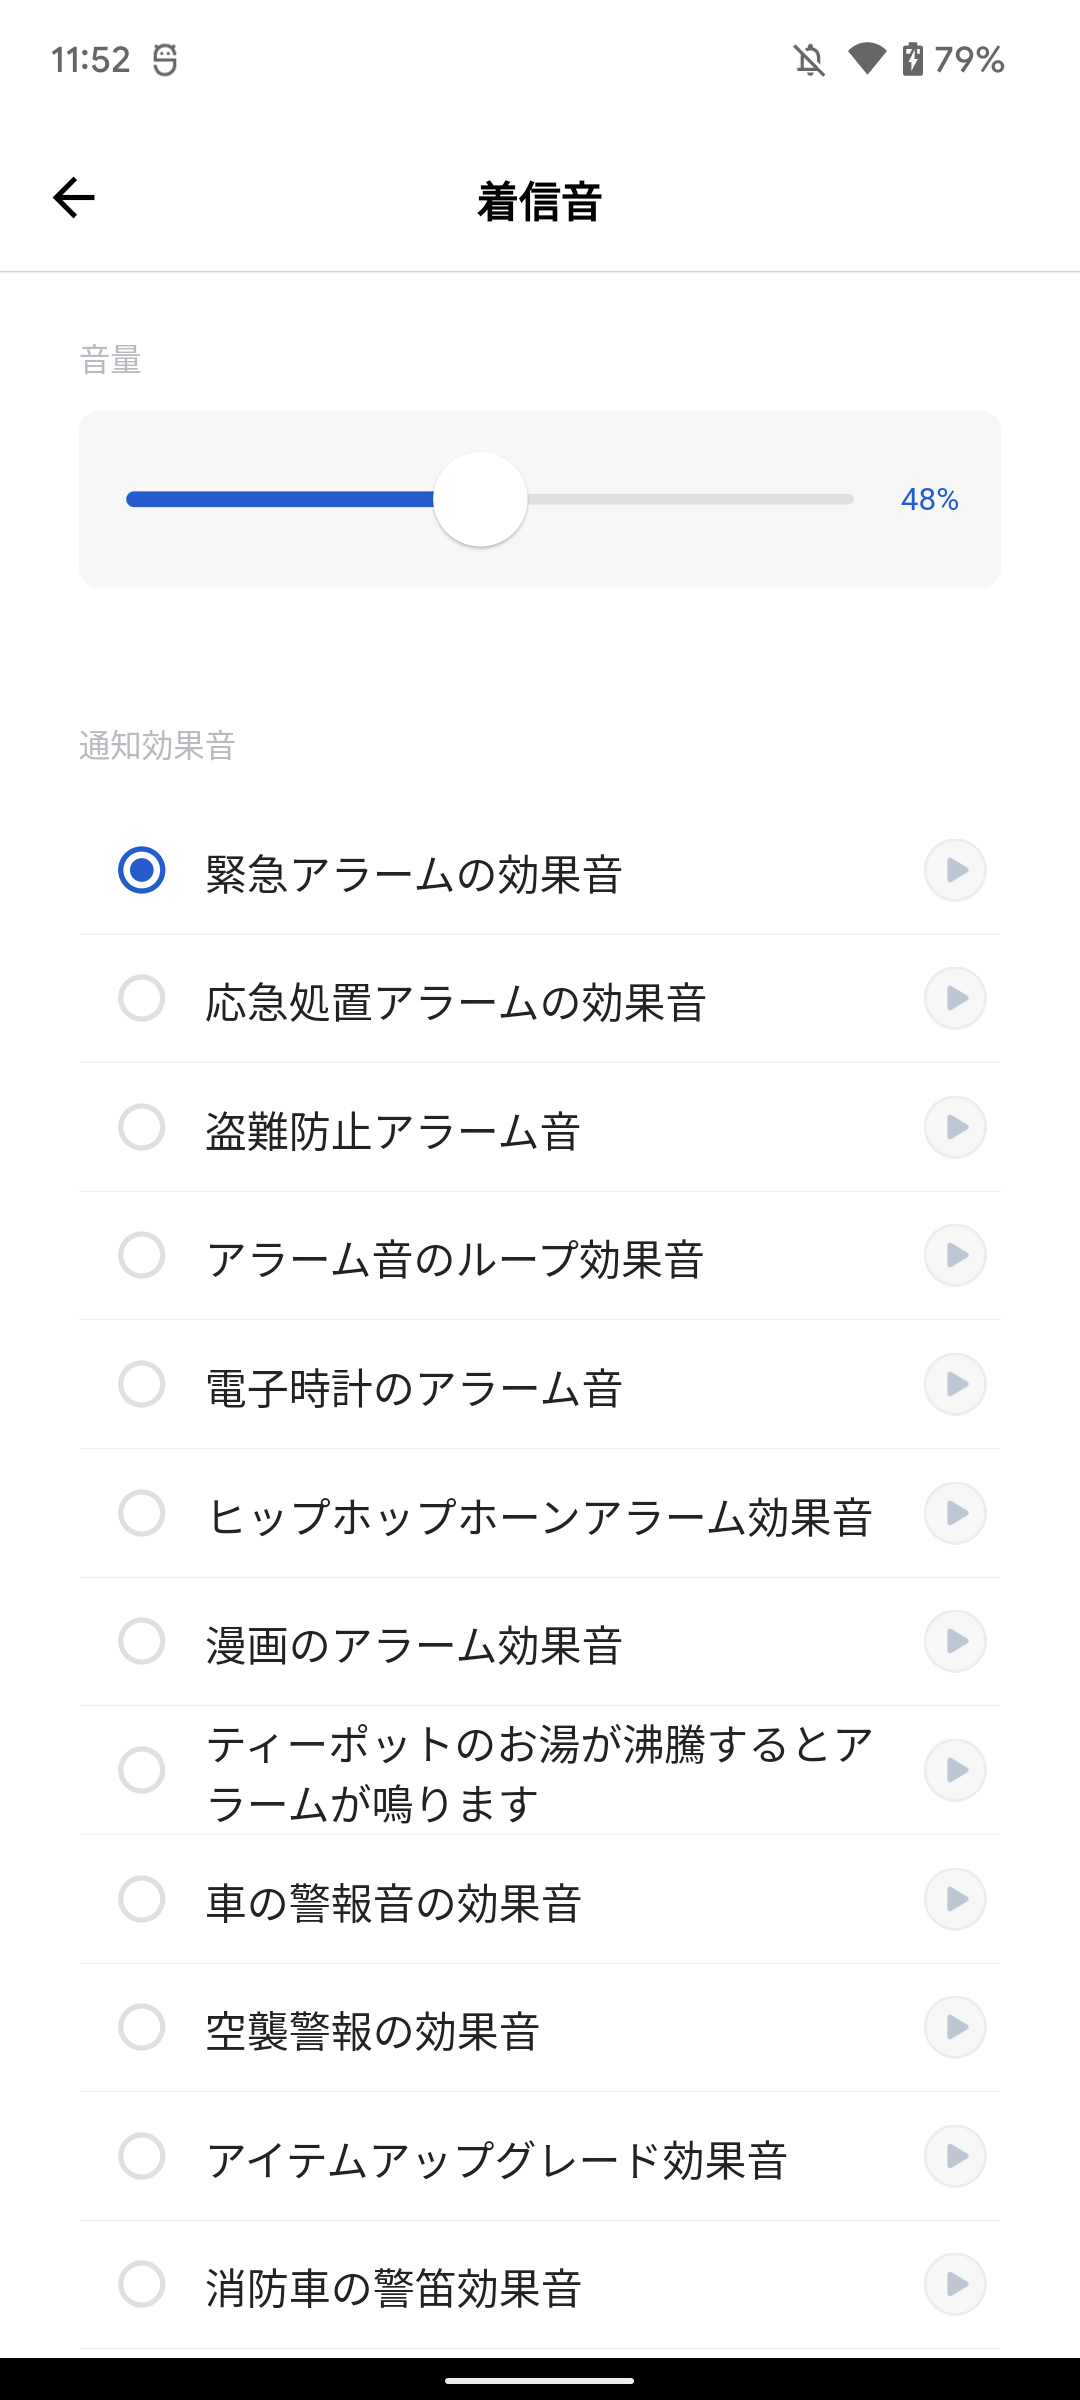 11:52
79%
着信音
音量
48%
通知効果音
緊急アラームの効果音
応急処置アラームの効果音
盗難防止アラーム音
アラーム音のループ効果音
電子時計のアラーム音
ヒップホップホーンアラーム効果音
漫画のアラーム効果音
ティーポットのお湯が沸騰するとア
ラームが鳴ります
車の警報音の効果音
空襲警報の効果音
アイテムアップグレード効果音
消防車の警笛効果音